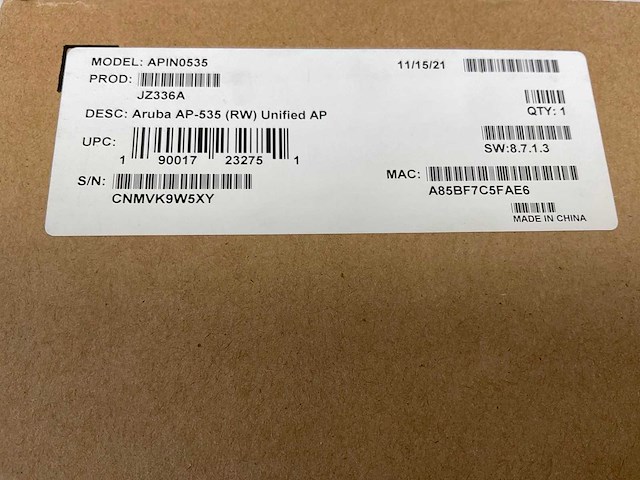 MODEL: APIN0535
11/15/21
PROD:
JZ336A
QTY: 1
DESC: Aruba AP-535 (RW) Unified AP
UPC:
1 90017 23275 1
SW:8.7.1.3
S/N:
CNMVK9W5XY
MAC:
A85BF7C5FAE6
MADE IN CHINA